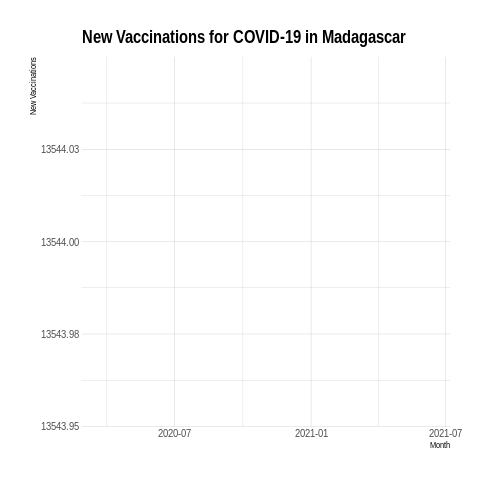 New Vaccinations for COVID-19 in Madagascar
New Vaccinations
13544.03
13544.00
13543.98
13543.95
2020-07 2021-01 2021-07
Month